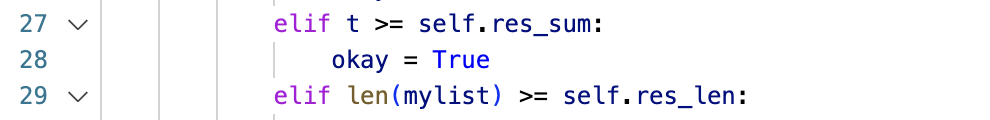 27 elif t >= self.res_sum:
28 okay = True
29 elif len(mylist) >= self.res_len: